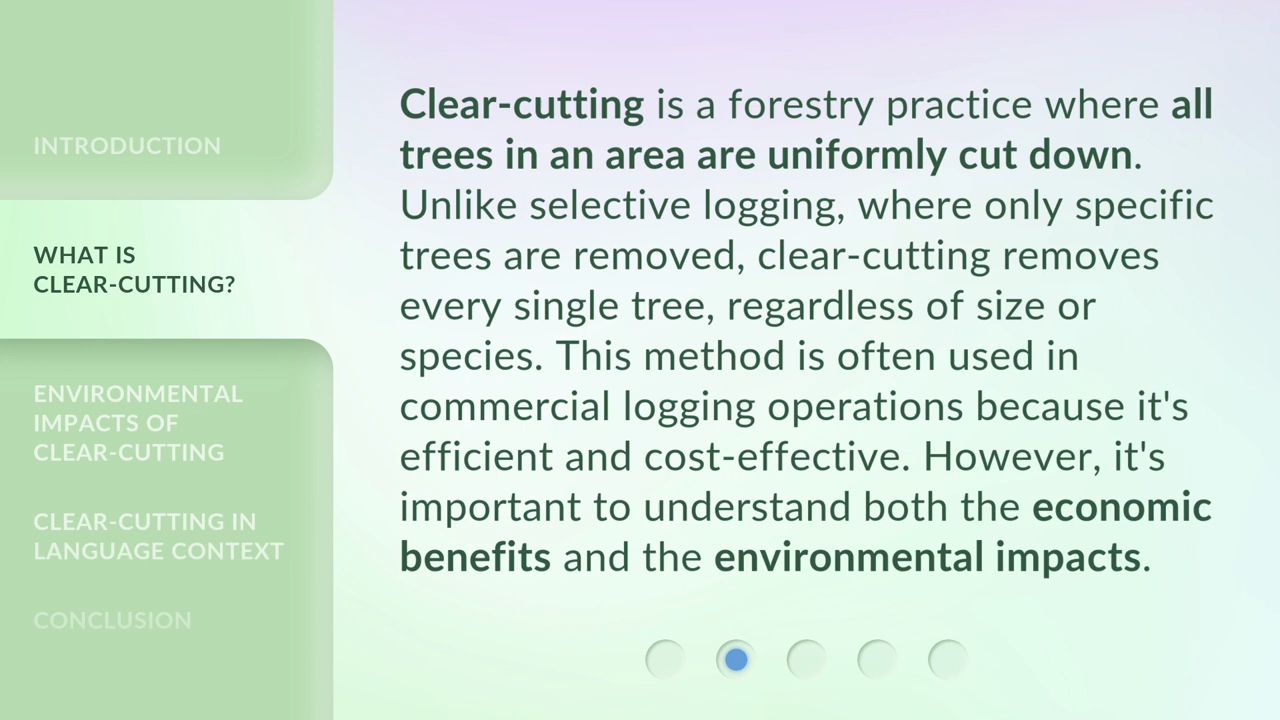 INTRODUCTION
WHAT IS
CLEAR-CUTTING?
ENVIRONMENTAL
IMPACTS OF
CLEAR-CUTTING
CLEAR-CUTTING IN
LANGUAGE CONTEXT
CONCLUSION
Clear-cutting is a forestry practice where all
trees in an area are uniformly cut down.
Unlike selective logging, where only specific
trees are removed, clear-cutting removes
every single tree, regardless of size or
species. This method is often used in
commercial logging operations because it's
efficient and cost-effective. However, it's
important to understand both the economic
benefits and the environmental impacts.